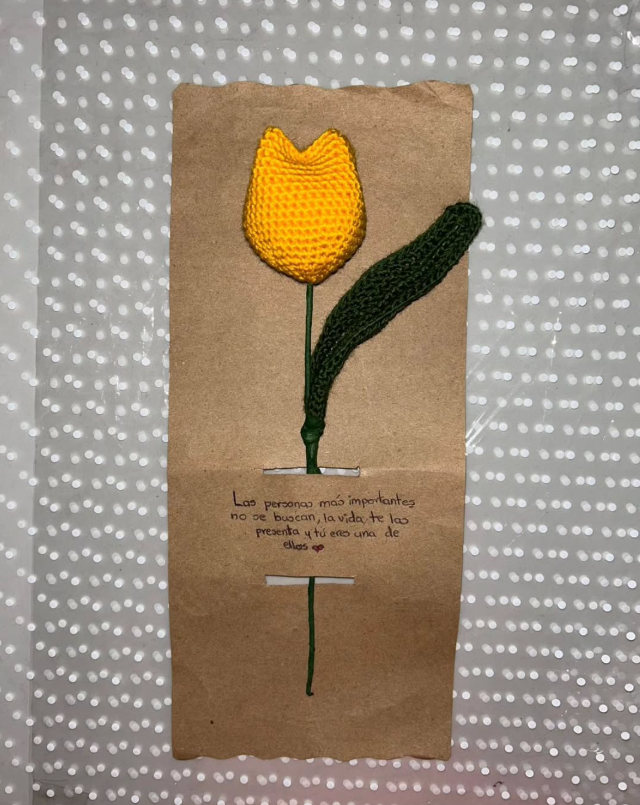 Las personas más importantes
no se buscan, la vida te las
presenta y tú eres una de
ellas ❤